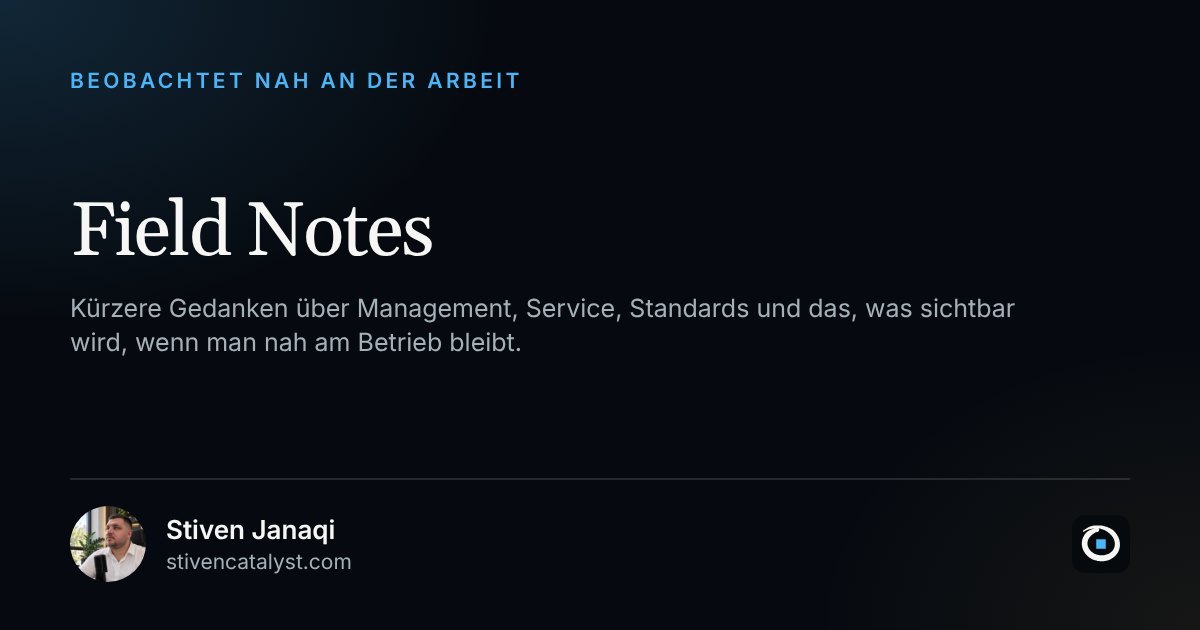 BEOBACHTET NAH AN DER ARBEIT
Field Notes
Kürzere Gedanken über Management, Service, Standards und das, was sichtbar
wird, wenn man nah am Betrieb bleibt.
Stiven Janaqi
stivencatalyst.com